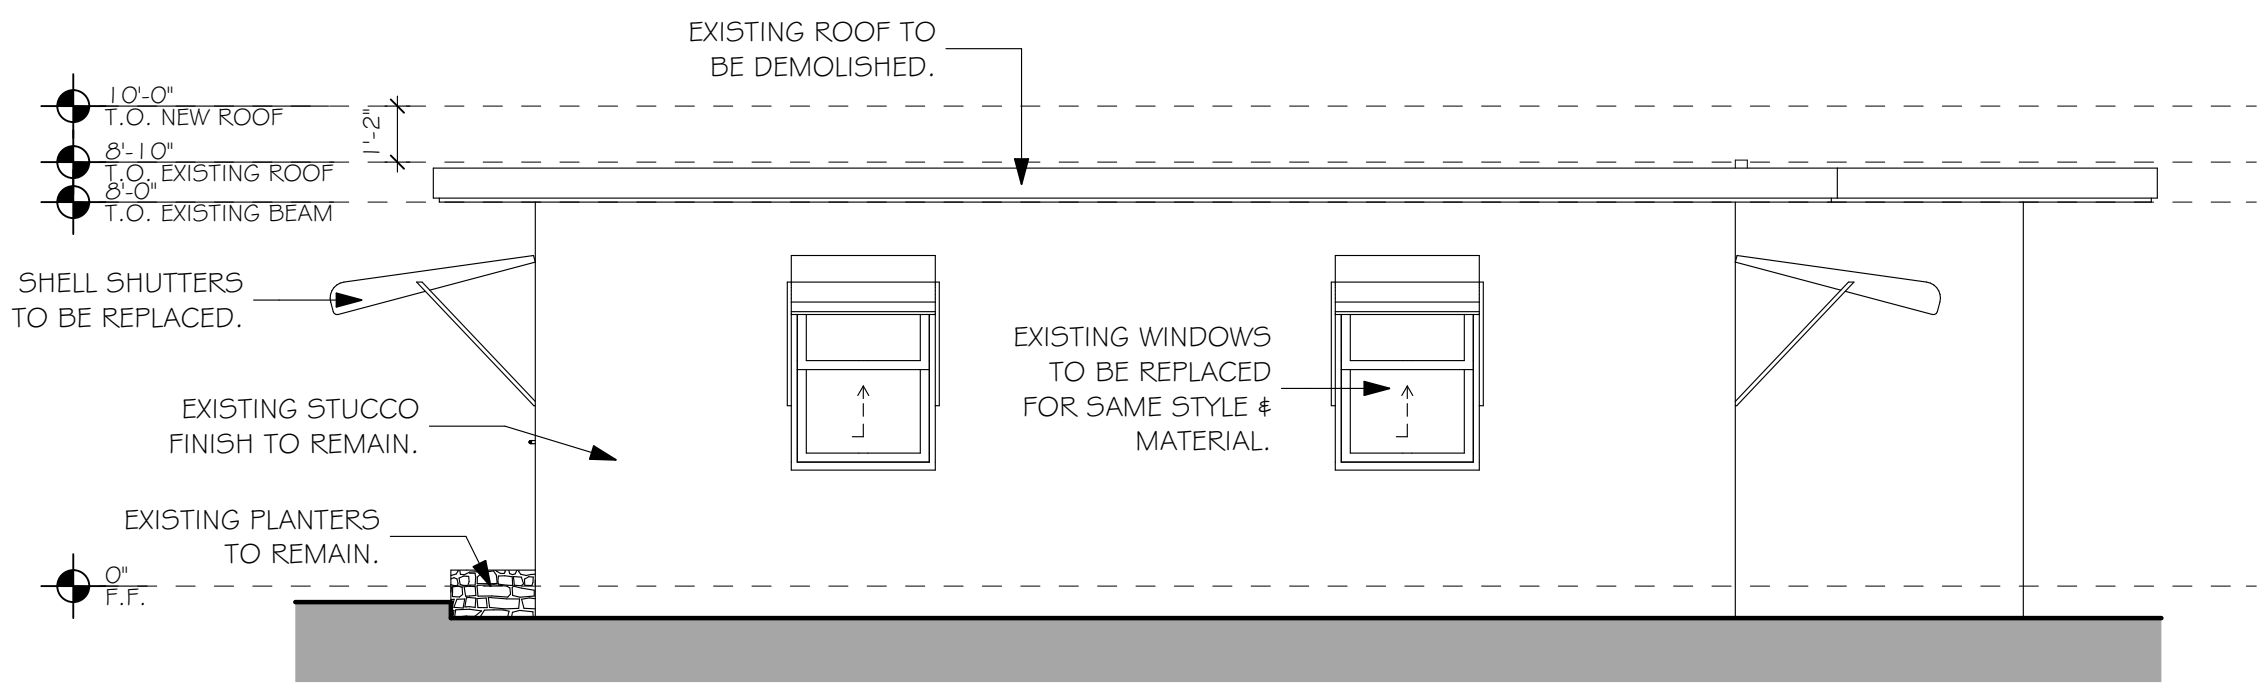 EXISTING ROOF TO
BE DEMOLISHED.
10'-0"
T.O. NEW ROOF
1'-2"
8'-10"
T.O. EXISTING ROOF
8'-0"
T.O. EXISTING BEAM
SHELL SHUTTERS
TO BE REPLACED.
EXISTING WINDOWS
TO BE REPLACED
FOR SAME STYLE &
MATERIAL.
EXISTING STUCCO
FINISH TO REMAIN.
EXISTING PLANTERS
TO REMAIN.
0"
F.F.